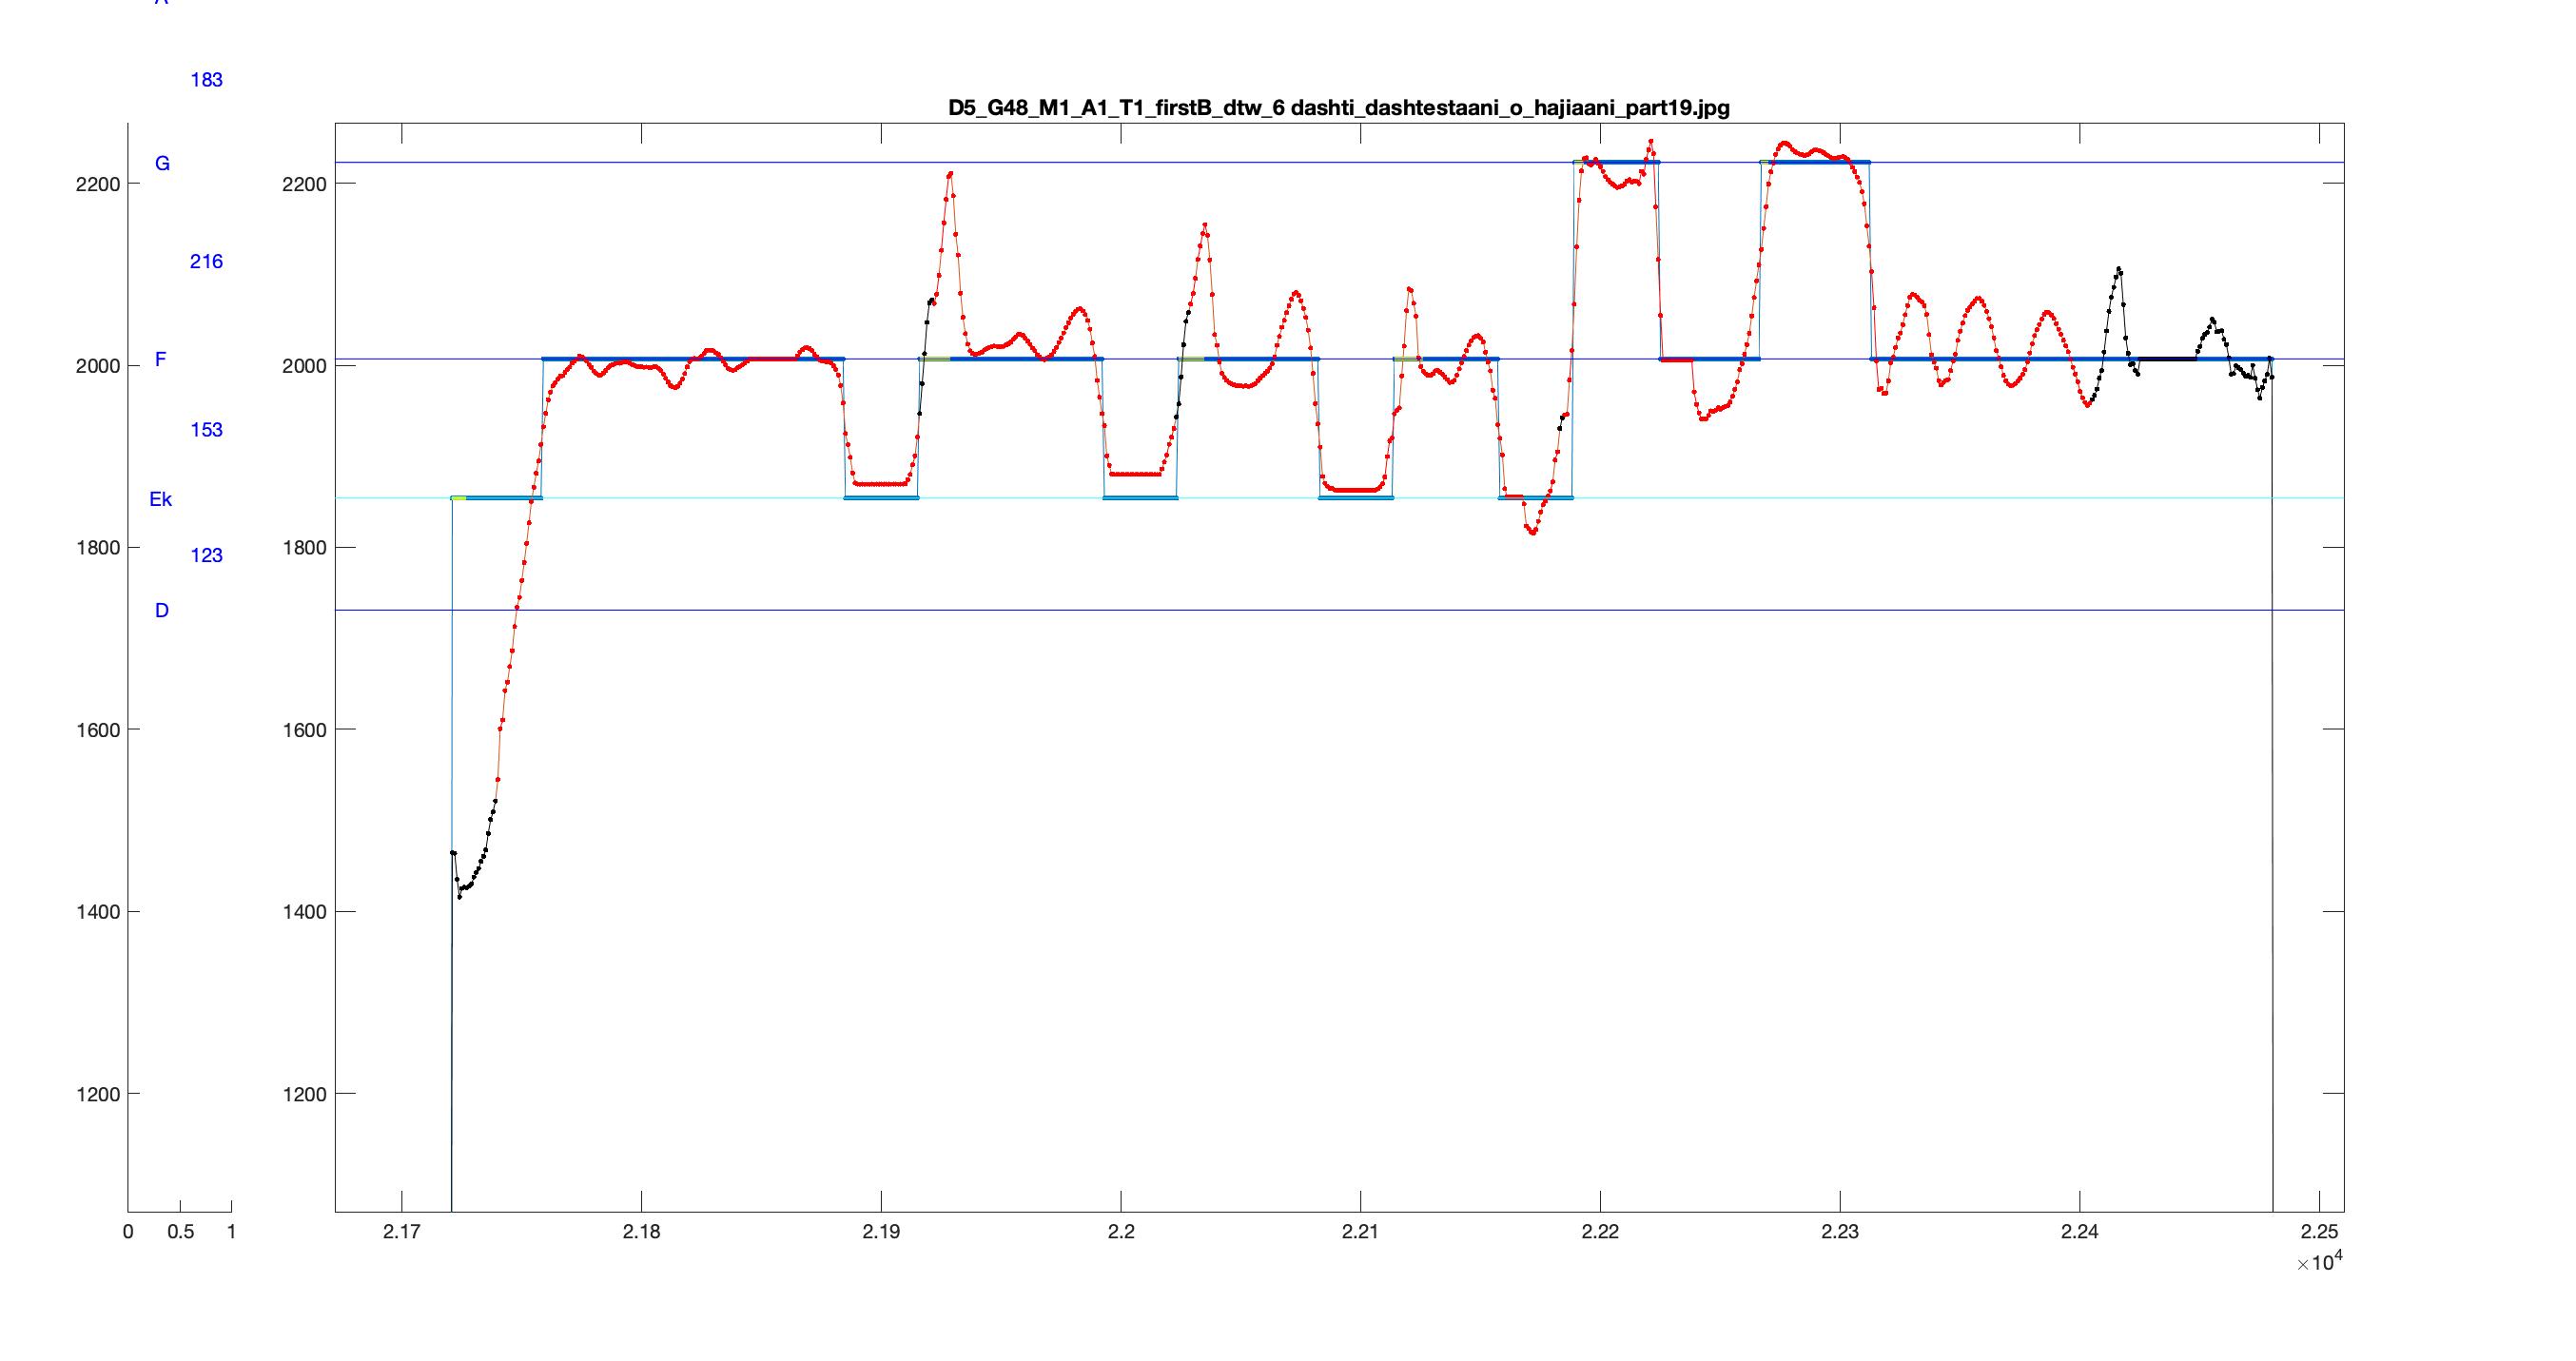 A
183
D5_G48_M1_A1_T1_firstB_dtw_6 dashti_dashtestaani_o_hajiaani_part19.jpg
G
2200
2200
216
F
2000
2000
153
Ek
123
1800
1800
D
1600
1600
1400
1400
1200
1200
0 0.5 1
2.17 2.18 2.19 2.2 2.21 2.22 2.23 2.24 2.25
×10⁴